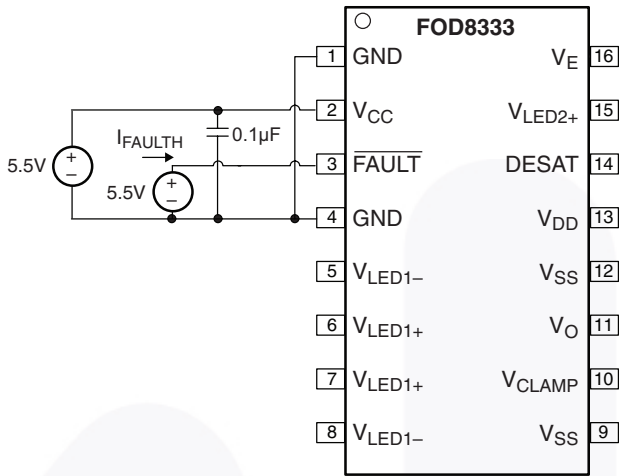 FOD8333
1 GND VE 16
2 VCC VLED2+ 15
IFAULTH 0.1µF
5.5V + − 3 FAULT DESAT 14
5.5V + −
4 GND VDD 13
5 VLED1− VSS 12
6 VLED1+ VO 11
7 VLED1+ VCLAMP 10
8 VLED1− VSS 9